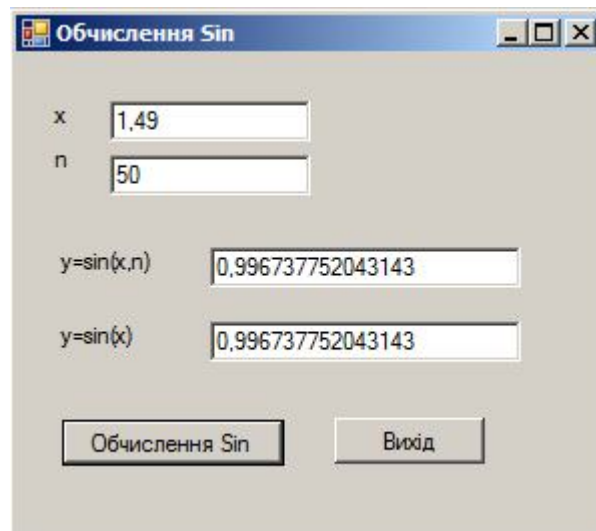 Обчислення Sin
x 1,49
n 50
y=sin(x,n) 0,996737752043143
y=sin(x) 0,996737752043143
Обчислення Sin Вихід